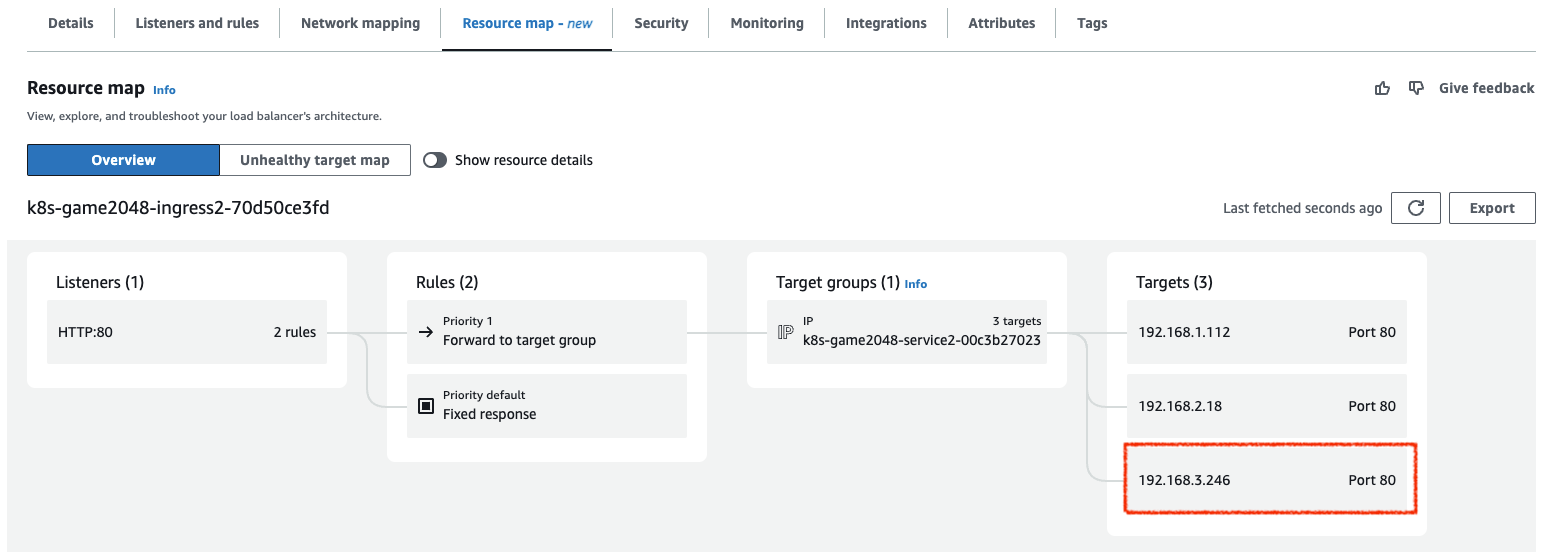 Details Listeners and rules Network mapping Resource map - new Security Monitoring Integrations Attributes Tags
Resource map Info
Give feedback
View, explore, and troubleshoot your load balancer's architecture.
Overview Unhealthy target map Show resource details
k8s-game2048-ingress2-70d50ce3fd
Last fetched seconds ago Export
Listeners (1)
HTTP:80 2 rules
Rules (2)
Priority 1
Forward to target group
Priority default
Fixed response
Target groups (1) Info
IP IP 3 targets
k8s-game2048-service2-00c3b27023
Targets (3)
192.168.1.112 Port 80
192.168.2.18 Port 80
192.168.3.246 Port 80